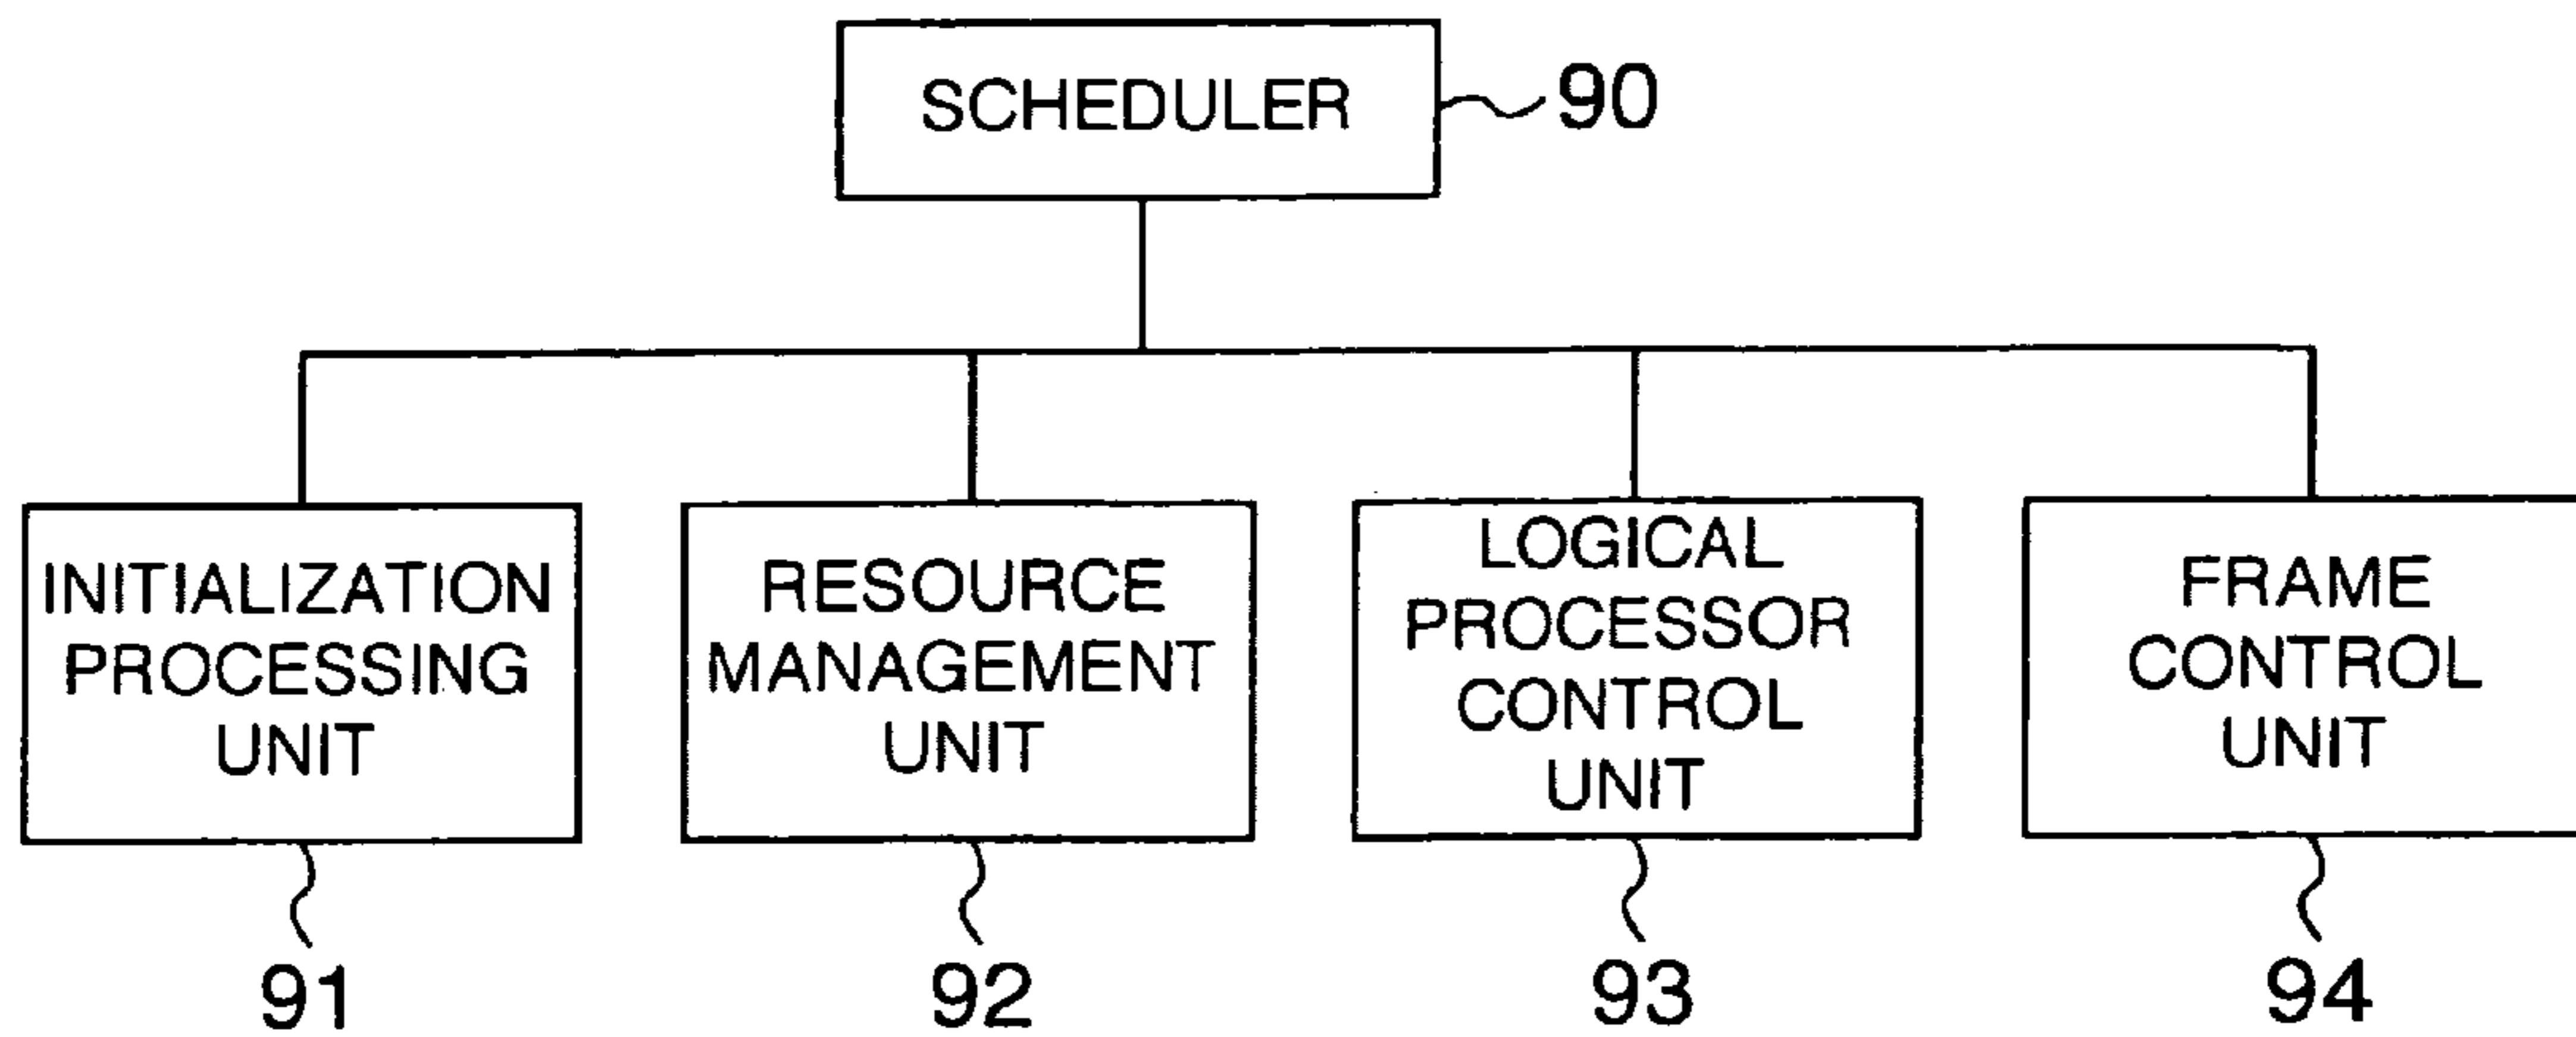 SCHEDULER
90
INITIALIZATION
PROCESSING
UNIT
RESOURCE
MANAGEMENT
UNIT
LOGICAL
PROCESSOR
CONTROL
UNIT
FRAME
CONTROL
UNIT
91
92
93
94